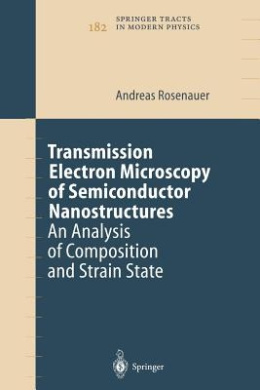 182
SPRINGER TRACTS
IN MODERN PHYSICS
Andreas Rosenauer
Transmission
Electron Microscopy
of Semiconductor
Nanostructures
An Analysis
of Composition
and Strain State
Springer